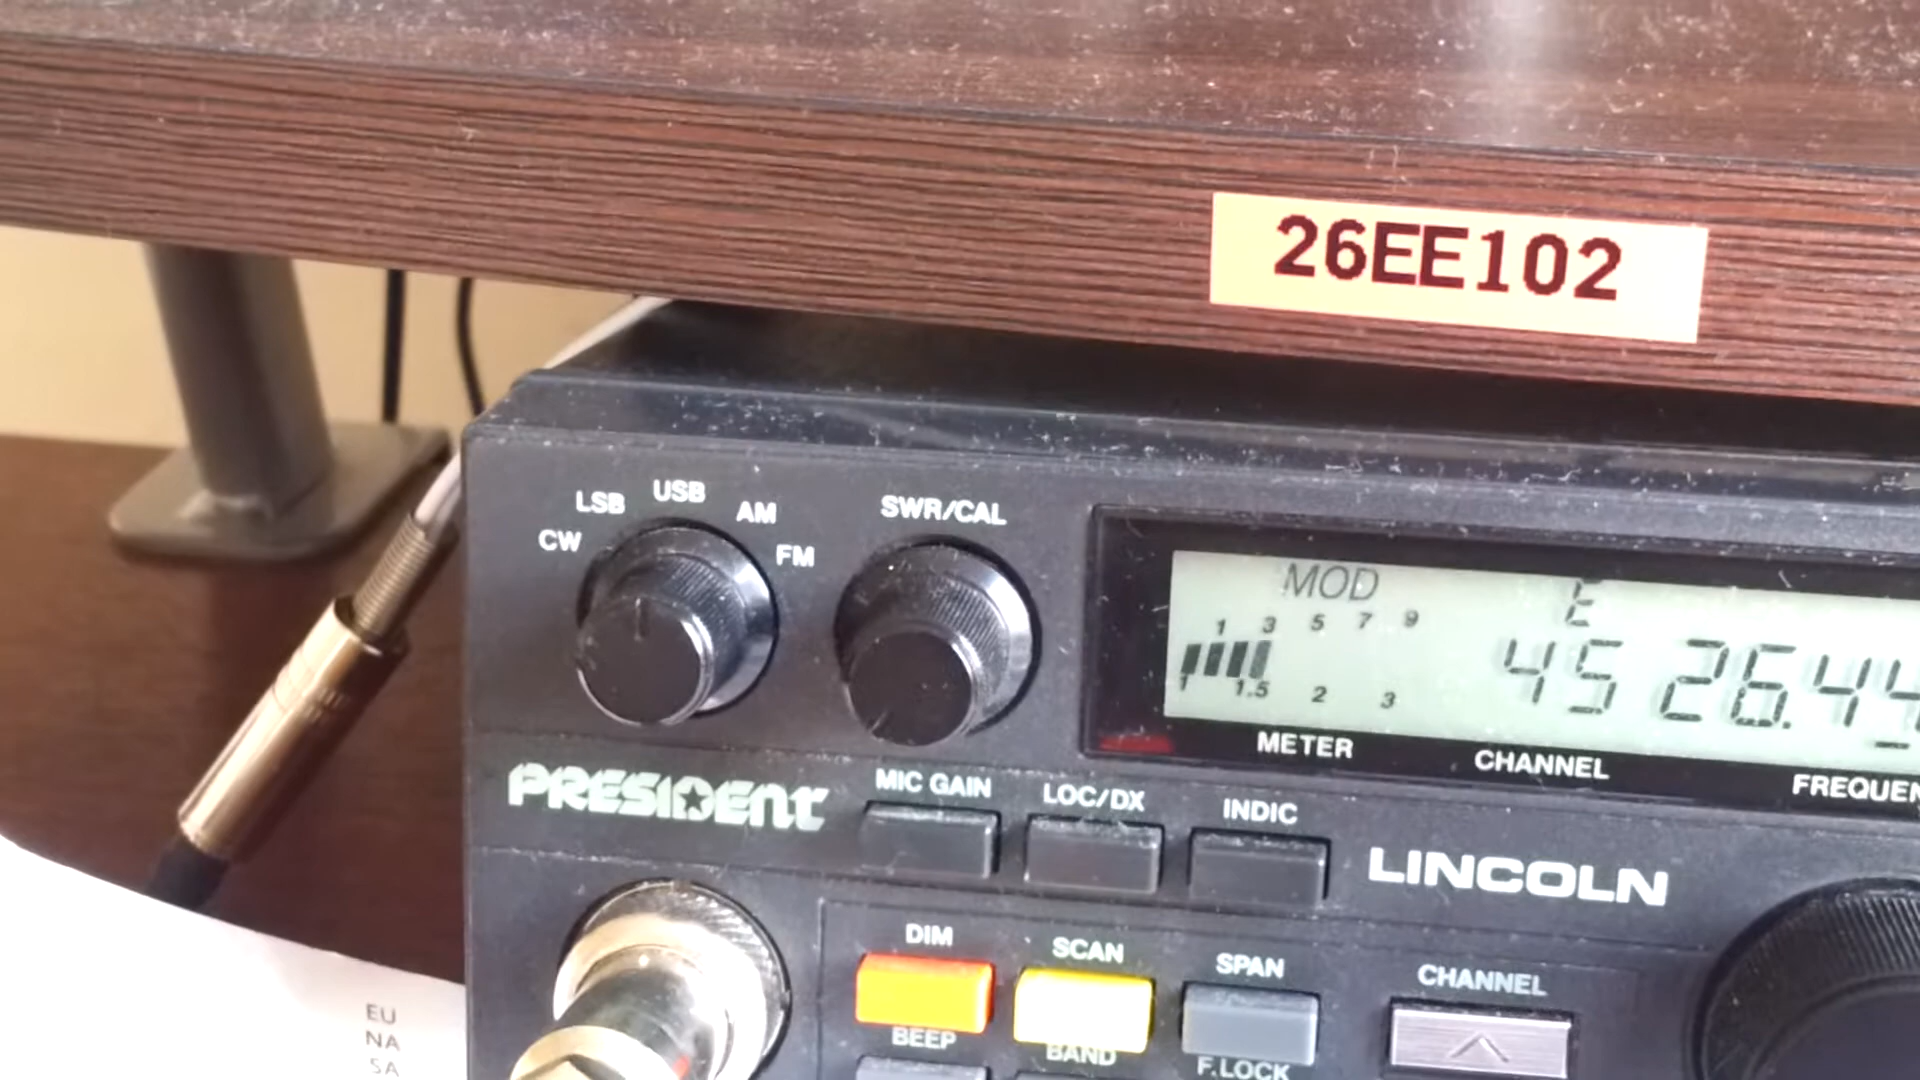 26EE102
LSB
USB
AM
CW
FM
SWR/CAL
MOD
E
1 3 5 7 9
45
1 1.5 2 3
METER
CHANNEL
PRESIDENT
MIC GAIN
LOC/DX
INDIC
LINCOLN
DIM
SCAN
SPAN
CHANNEL
BEEP
BAND
F.LOCK
EU
NA
SA